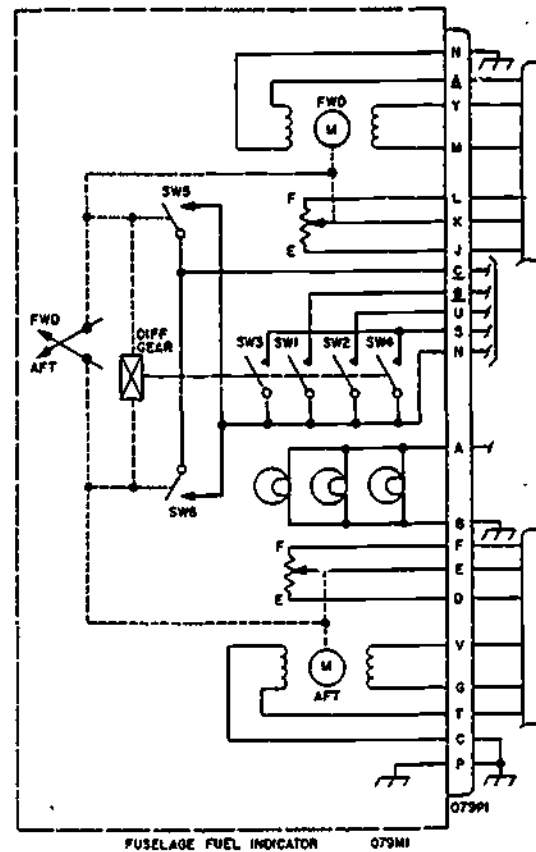 N
A
FWD
Y
M
M
F
L
SW5
K
E
J
C
B
FWD
DIFF
GEAR
U
SW3
SW1
SW2
SW4
S
AFT
N
A
SW6
B
F
F
E
E
D
M
V
AFT
G
T
C
P
079P1
FUSELAGE FUEL INDICATOR
079M1